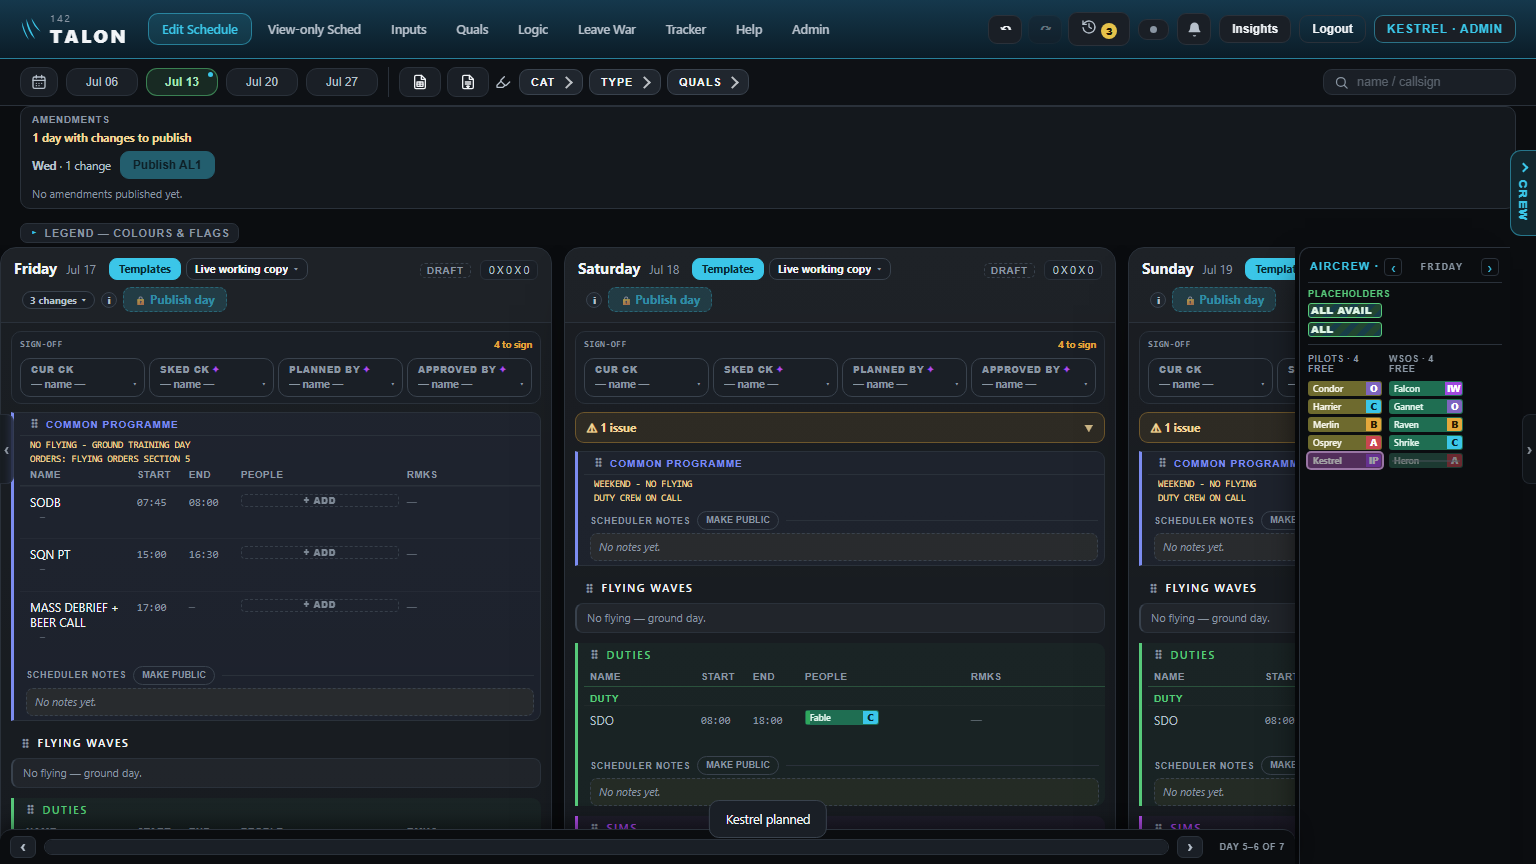 142
TALON
Edit Schedule
View-only Sched
Inputs
Quals
Logic
Leave War
Tracker
Help
Admin
3
Insights
Logout
KESTREL · ADMIN
Jul 06
Jul 13
Jul 20
Jul 27
CAT
TYPE
QUALS
name / callsign
AMENDMENTS
1 day with changes to publish
Wed · 1 change
Publish AL1
No amendments published yet.
CREW
LEGEND — COLOURS & FLAGS
Friday Jul 17
Templates
Live working copy
DRAFT
0X0X0
3 changes
i
Publish day
SIGN-OFF
4 to sign
CUR CK
— name —
SKED CK
— name —
PLANNED BY
— name —
APPROVED BY
— name —
COMMON PROGRAMME
NO FLYING - GROUND TRAINING DAY
ORDERS: FLYING ORDERS SECTION 5
NAME START END PEOPLE RMKS
SODB 07:45 08:00 + ADD —
—
SQN PT 15:00 16:30 + ADD —
—
MASS DEBRIEF + BEER CALL 17:00 — + ADD —
—
SCHEDULER NOTES
MAKE PUBLIC
No notes yet.
FLYING WAVES
No flying — ground day.
DUTIES
Saturday Jul 18
Templates
Live working copy
DRAFT
0X0X0
i
Publish day
SIGN-OFF
4 to sign
CUR CK
— name —
SKED CK
— name —
PLANNED BY
— name —
APPROVED BY
— name —
1 issue
COMMON PROGRAMME
WEEKEND - NO FLYING
DUTY CREW ON CALL
SCHEDULER NOTES
MAKE PUBLIC
No notes yet.
FLYING WAVES
No flying — ground day.
DUTIES
NAME START END PEOPLE RMKS
DUTY
SDO 08:00 18:00 Fable C —
SCHEDULER NOTES
MAKE PUBLIC
No notes yet.
SIMS
Sunday Jul 19
Templat
i
Publish day
SIGN-OFF
CUR CK
— name —
S
— n
1 issue
COMMON PROGRAMM
WEEKEND - NO FLYING
DUTY CREW ON CALL
SCHEDULER NOTES
MAKE
No notes yet.
FLYING WAVES
No flying — ground day.
DUTIES
NAME START
DUTY
SDO 08:00
SCHEDULER NOTES
MAKE
No notes yet.
SIMS
AIRCREW ·
FRIDAY
PLACEHOLDERS
ALL AVAIL
ALL
PILOTS · 4 FREE
WSOS · 4 FREE
Condor O
Falcon IW
Harrier C
Gannet O
Merlin B
Raven B
Osprey A
Shrike C
Kestrel IP
Heron A
Kestrel planned
DAY 5–6 OF 7